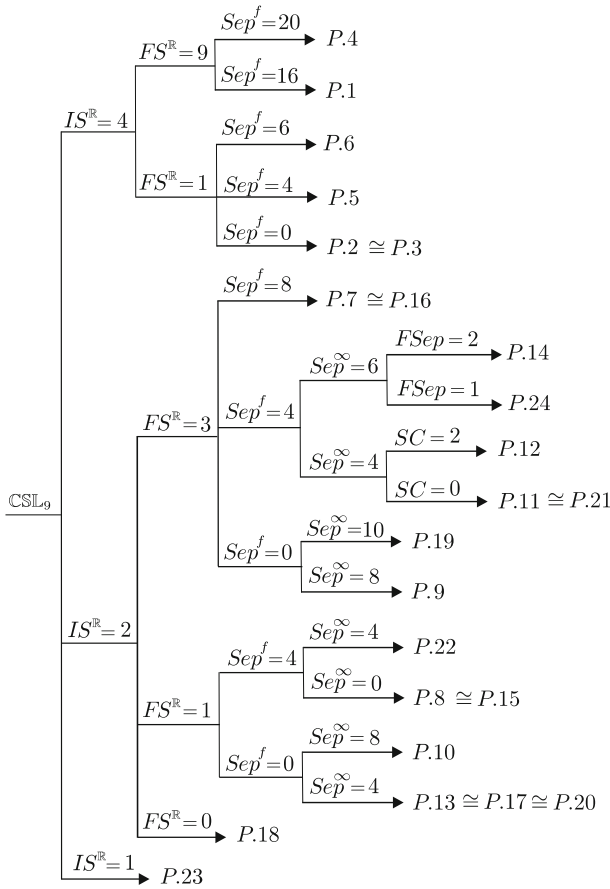 Sep^f=20
P.4
FS^ℝ=9
Sep^f=16
P.1
IS^ℝ=4
Sep^f=6
P.6
FS^ℝ=1
Sep^f=4
P.5
Sep^f=0
P.2 ≅ P.3
Sep^f=8
P.7 ≅ P.16
FSep=2
P.14
Sep^∞=6
FSep=1
P.24
FS^ℝ=3
Sep^f=4
SC=2
P.12
Sep^∞=4
SC=0
P.11 ≅ P.21
ℂSL₉
Sep^∞=10
P.19
Sep^f=0
Sep^∞=8
P.9
IS^ℝ=2
Sep^∞=4
P.22
Sep^f=4
Sep^∞=0
P.8 ≅ P.15
FS^ℝ=1
Sep^∞=8
P.10
Sep^f=0
Sep^∞=4
P.13 ≅ P.17 ≅ P.20
FS^ℝ=0
P.18
IS^ℝ=1
P.23